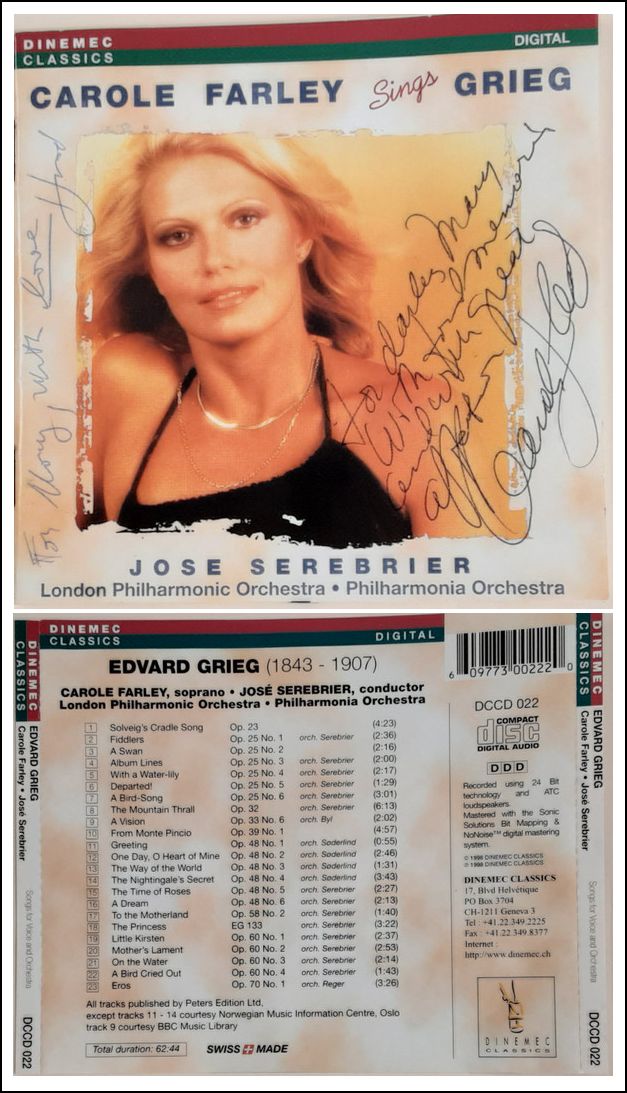 DINEMEC
CLASSICS
DIGITAL
CAROLE FARLEY Sings GRIEG
For Mary, with Love
For Mary
with fond memories
and with great
JOSE SEREBRIER
London Philharmonic Orchestra • Philharmonia Orchestra
DINEMEC
CLASSICS
EDVARD GRIEG
Carole Farley • José Serebrier
Songs for Voice and Orchestra
DCCD 022
DINEMEC
CLASSICS
DIGITAL
EDVARD GRIEG (1843 - 1907)
CAROLE FARLEY, soprano • JOSÉ SEREBRIER, conductor
London Philharmonic Orchestra • Philharmonia Orchestra
1 Solveig's Cradle Song Op. 23 (4:23)
2 Fiddlers Op. 25 No. 1 orch. Serebrier (2:36)
3 A Swan Op. 25 No. 2 (2:16)
4 Album Lines Op. 25 No. 3 orch. Serebrier (2:00)
5 With a Water-lily Op. 25 No. 4 orch. Serebrier (2:17)
6 Departed! Op. 25 No. 5 orch. Serebrier (1:29)
7 A Bird-Song Op. 25 No. 6 orch. Serebrier (3:01)
8 The Mountain Thrall Op. 32 orch. Serebrier (6:13)
9 A Vision Op. 33 No. 6 orch. Byl (2:02)
10 From Monte Pincio Op. 39 No. 1 (4:57)
11 Greeting Op. 48 No. 1 orch. Søderlind (0:55)
12 One Day, O Heart of Mine Op. 48 No. 2 orch. Søderlind (2:46)
13 The Way of the World Op. 48 No. 3 orch. Søderlind (1:31)
14 The Nightingale's Secret Op. 48 No. 4 orch. Søderlind (3:43)
15 The Time of Roses Op. 48 No. 5 orch. Serebrier (2:27)
16 A Dream Op. 48 No. 6 orch. Serebrier (2:13)
17 To the Motherland Op. 58 No. 2 orch. Serebrier (1:40)
18 The Princess EG 133 orch. Serebrier (3:22)
19 Little Kirsten Op. 60 No. 1 orch. Serebrier (2:37)
20 Mother's Lament Op. 60 No. 2 orch. Serebrier (2:53)
21 On the Water Op. 60 No. 3 orch. Serebrier (2:14)
22 A Bird Cried Out Op. 60 No. 4 orch. Serebrier (1:43)
23 Eros Op. 70 No. 1 orch. Reger (3:26)
All tracks published by Peters Edition Ltd,
except tracks 11 - 14 courtesy Norwegian Music Information Centre, Oslo
track 9 courtesy BBC Music Library
Total duration: 62:44
SWISS MADE
6 09773 00222 0
DCCD 022
COMPACT
disc
DIGITAL AUDIO
DDD
Recorded using 24 Bit
technology and ATC
loudspeakers.
Mastered with the Sonic
Solutions Bit Mapping &
NoNoise™ digital mastering
system.
℗ 1998 DINEMEC CLASSICS
© 1998 DINEMEC CLASSICS
DINEMEC CLASSICS
17, Blvd Helvétique
PO Box 3704
CH-1211 Geneva 3
Tel : +41.22.349.2225
Fax : +41.22.349.8377
Internet :
http://www.dinemec.ch
DINEMEC
CLASSICS
DINEMEC
CLASSICS
EDVARD GRIEG
Carole Farley • José Serebrier
Songs for Voice and Orchestra
DCCD 022